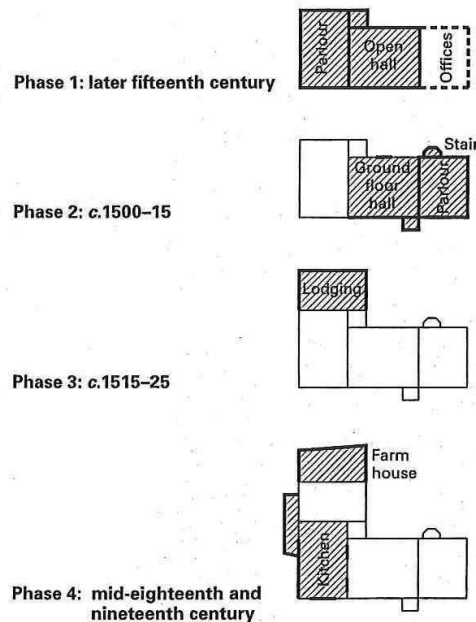 Parlour
Open
hall
Offices
Phase 1: later fifteenth century
Stair
Ground
floor
hall
Parlour
Phase 2: c.1500–15
Lodging
Phase 3: c.1515–25
Farm
house
Kitchen
Phase 4: mid-eighteenth and
nineteenth century